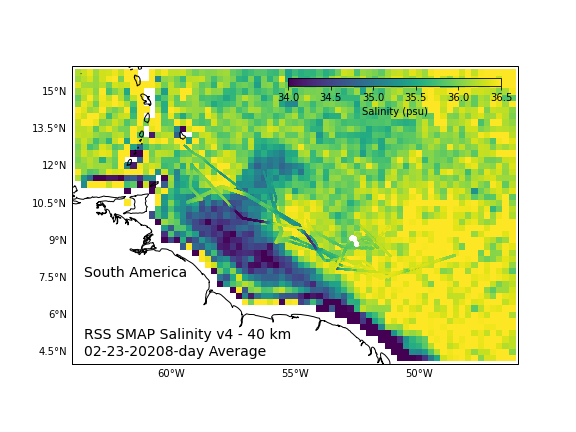 15°N
13.5°N
12°N
10.5°N
9°N
7.5°N
6°N
4.5°N
34.0 34.5 35.0 35.5 36.0 36.5
Salinity (psu)
South America
RSS SMAP Salinity v4 - 40 km
02-23-20208-day Average
60°W 55°W 50°W